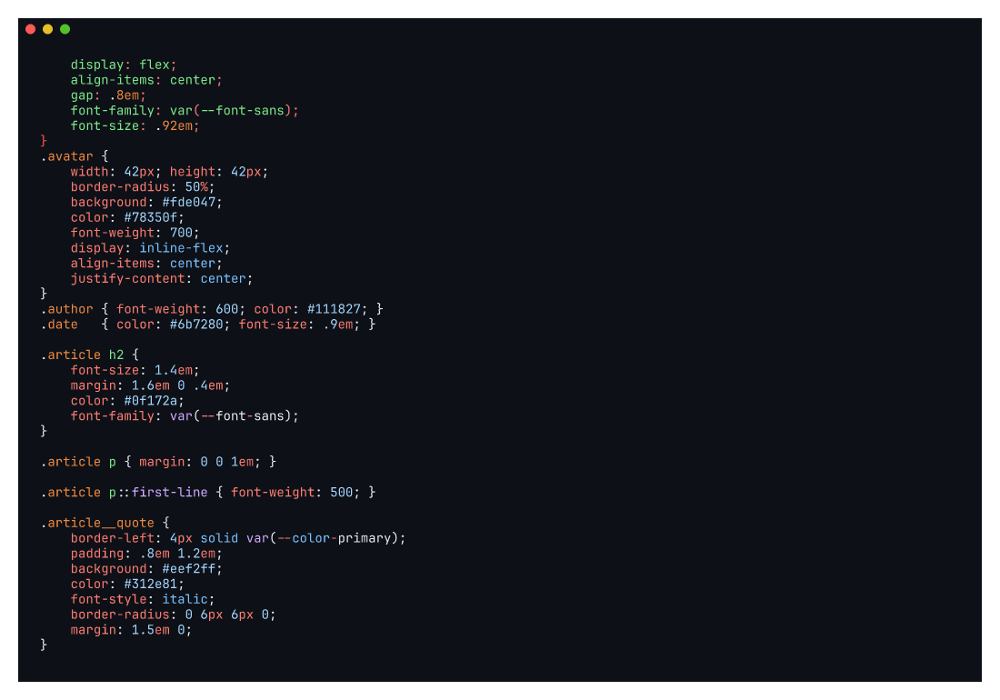 display: flex;
    align-items: center;
    gap: .8em;
    font-family: var(--font-sans);
    font-size: .92em;
}
.avatar {
    width: 42px; height: 42px;
    border-radius: 50%;
    background: #fde047;
    color: #78350f;
    font-weight: 700;
    display: inline-flex;
    align-items: center;
    justify-content: center;
}
.author { font-weight: 600; color: #111827; }
.date   { color: #6b7280; font-size: .9em; }

.article h2 {
    font-size: 1.4em;
    margin: 1.6em 0 .4em;
    color: #0f172a;
    font-family: var(--font-sans);
}

.article p { margin: 0 0 1em; }

.article p::first-line { font-weight: 500; }

.article__quote {
    border-left: 4px solid var(--color-primary);
    padding: .8em 1.2em;
    background: #eef2ff;
    color: #312e81;
    font-style: italic;
    border-radius: 0 6px 6px 0;
    margin: 1.5em 0;
}